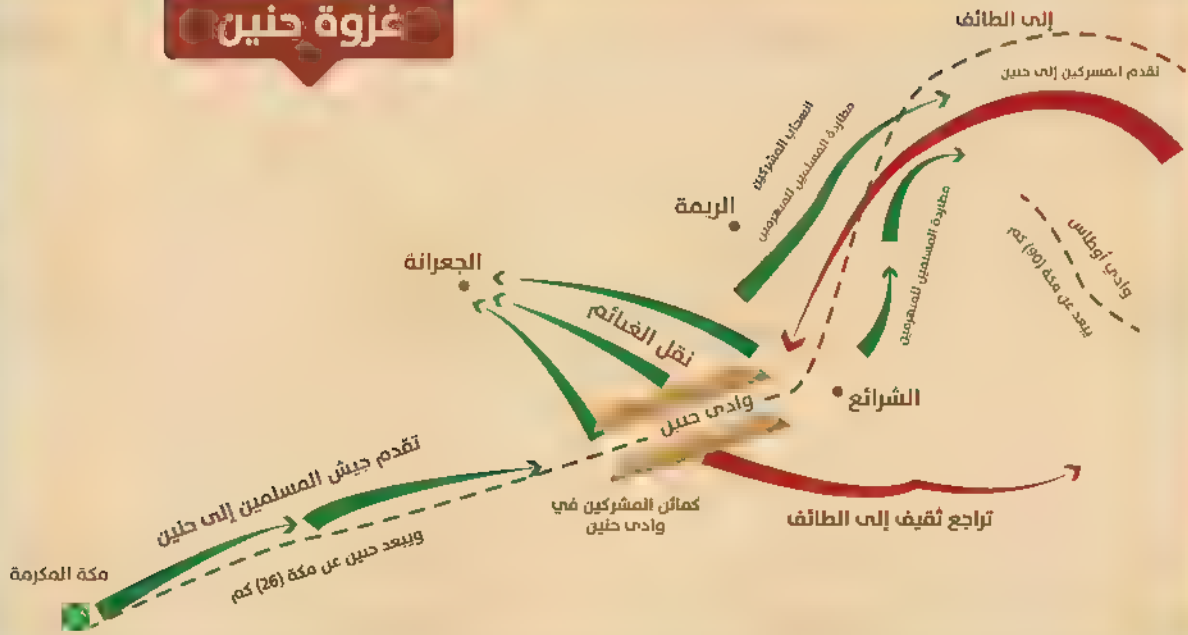 غزوة حنين
إلى الطائف
تقدم المشركين إلى حنين
انسحاب المشركين
مطاردة المسلمين للمنهزمين
الريمة
مطاردة المسلمين للمنهزمين
وادي أوطاس
يبعد عن مكة (90) كم
الجعرانة
نقل الغنائم
الشرائع
وادي حنين
تقدم جيش المسلمين إلى حنين
ويبعد حنين عن مكة (26) كم
كمائن المشركين في
وادي حنين
تراجع ثقيف إلى الطائف
مكة المكرمة